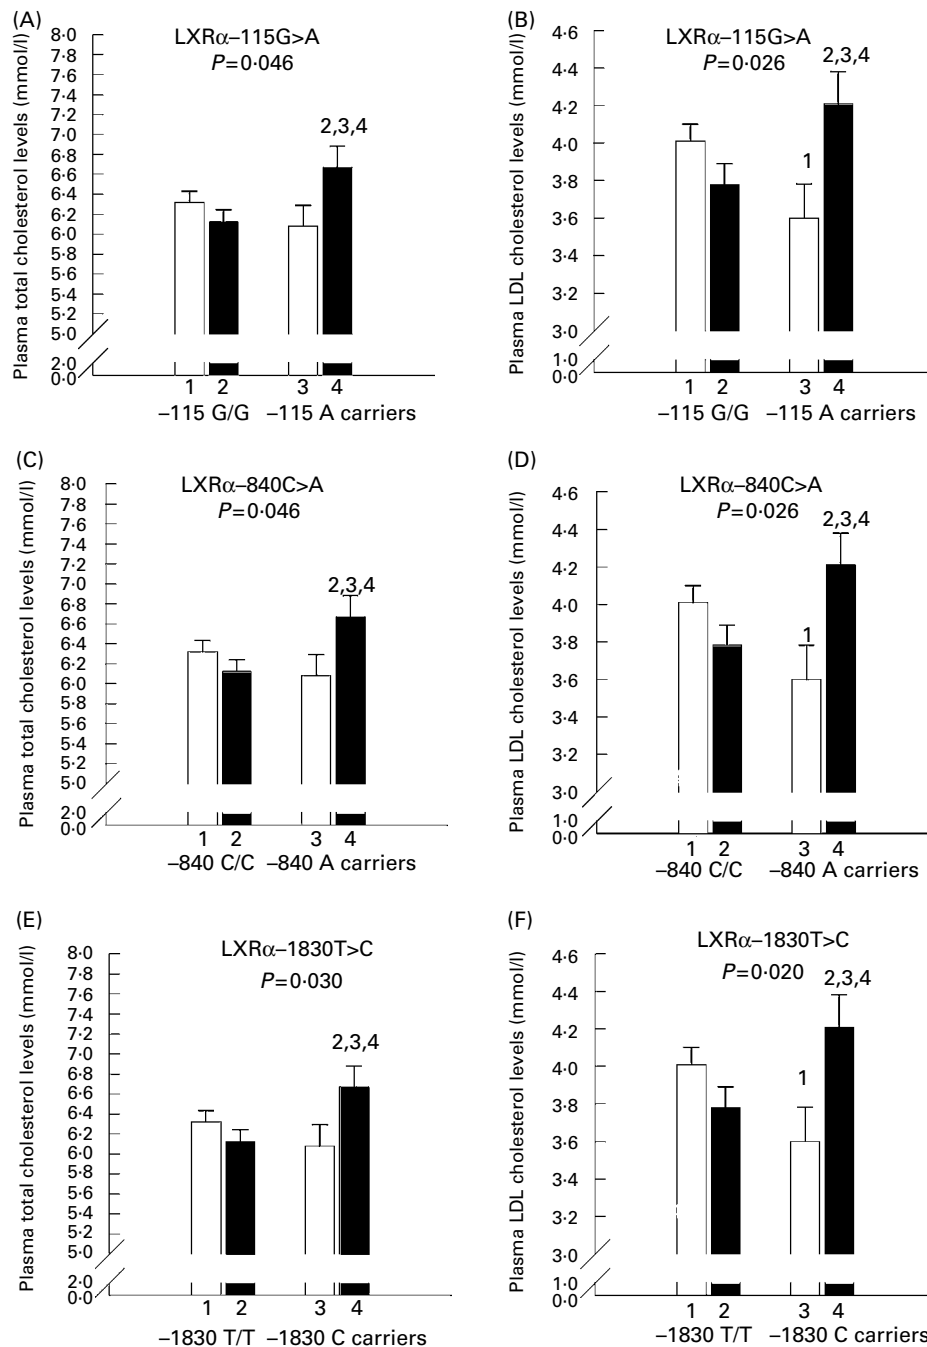 (A)
LXRα–115G>A
P=0·046
Plasma total cholesterol levels (mmol/l)
8·0
7·8
7·6
7·4
7·2
7·0
6·8
6·6
6·4
6·2
6·0
5·8
5·6
5·4
5·2
5·0
2·0
0·0
2,3,4
1 2 3 4
–115 G/G –115 A carriers
(B)
LXRα–115G>A
P=0·026
Plasma LDL cholesterol levels (mmol/l)
4·6
4·4
4·2
4·0
3·8
3·6
3·4
3·2
3·0
1·0
0·0
2,3,4
1
1 2 3 4
–115 G/G –115 A carriers
(C)
LXRα–840C>A
P=0·046
Plasma total cholesterol levels (mmol/l)
8·0
7·8
7·6
7·4
7·2
7·0
6·8
6·6
6·4
6·2
6·0
5·8
5·6
5·4
5·2
5·0
2·0
0·0
2,3,4
1 2 3 4
–840 C/C –840 A carriers
(D)
LXRα–840C>A
P=0·026
Plasma LDL cholesterol levels (mmol/l)
4·6
4·4
4·2
4·0
3·8
3·6
3·4
3·2
3·0
1·0
0·0
2,3,4
1
1 2 3 4
–840 C/C –840 A carriers
(E)
LXRα–1830T>C
P=0·030
Plasma total cholesterol levels (mmol/l)
8·0
7·8
7·6
7·4
7·2
7·0
6·8
6·6
6·4
6·2
6·0
5·8
5·6
5·4
5·2
5·0
2·0
0·0
2,3,4
1 2 3 4
–1830 T/T –1830 C carriers
(F)
LXRα–1830T>C
P=0·020
Plasma LDL cholesterol levels (mmol/l)
4·6
4·4
4·2
4·0
3·8
3·6
3·4
3·2
3·0
1·0
0·0
2,3,4
1
1 2 3 4
–1830 T/T –1830 C carriers